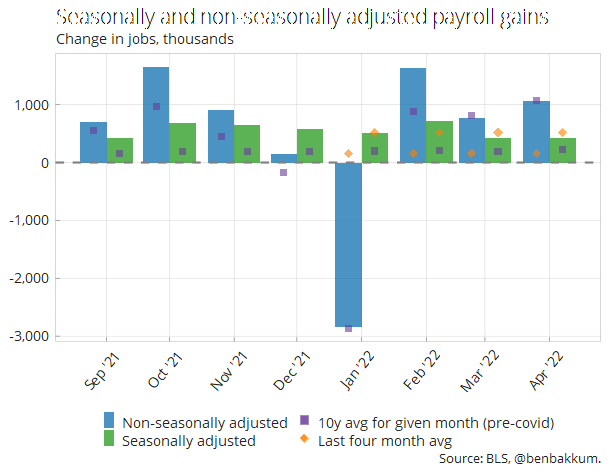 Seasonally and non-seasonally adjusted payroll gains
Change in jobs, thousands
1,000
0
-1,000
-2,000
-3,000
Sep '21
Oct '21
Nov '21
Dec '21
Jan '22
Feb '22
Mar '22
Apr '22
Non-seasonally adjusted
10y avg for given month (pre-covid)
Seasonally adjusted
Last four month avg
Source: BLS, @benbakkum.